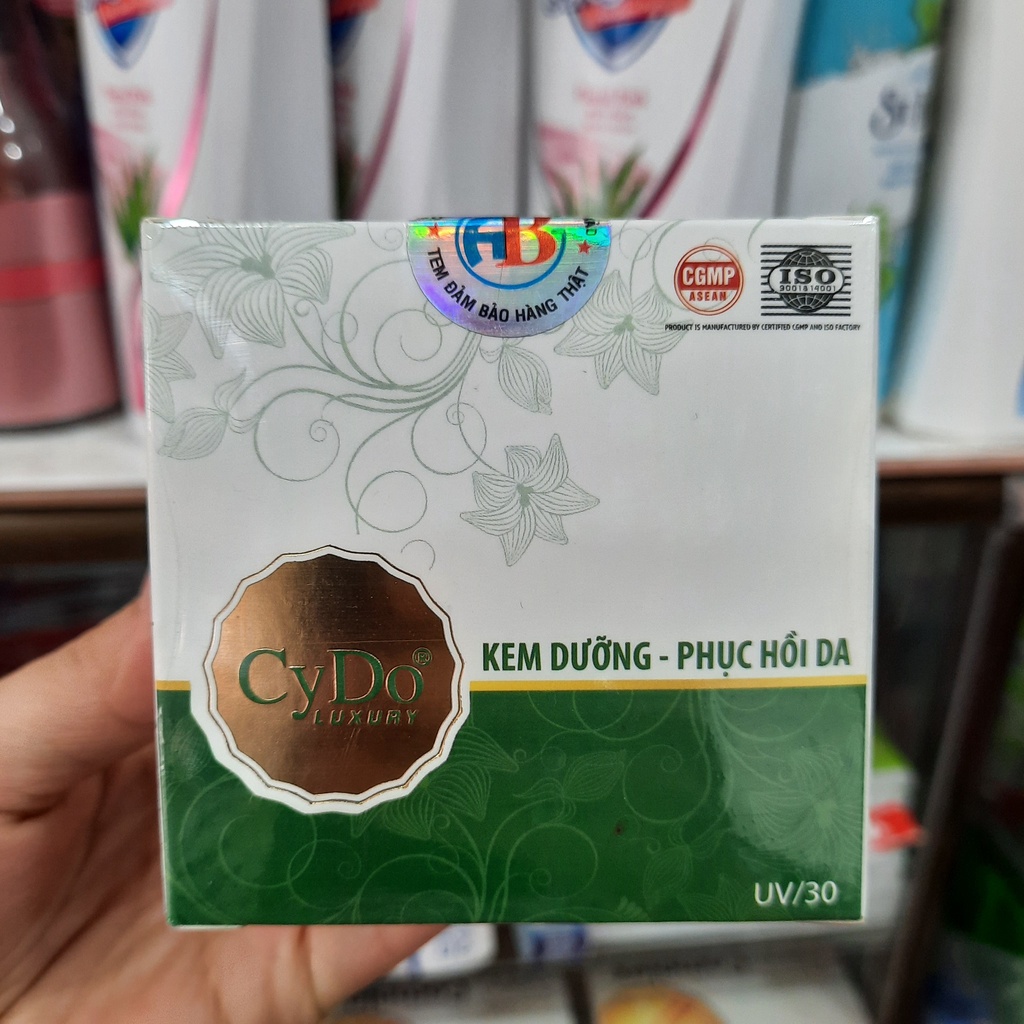 AB
TEM ĐẢM BẢO HÀNG THẬT
CGMP
ASEAN
ISO
9001&14001
PRODUCT IS MANUFACTURED BY CERTIFIED CGMP AND ISO FACTORY
KEM DƯỠNG - PHỤC HỒI DA
CyDo®
LUXURY
UV/30